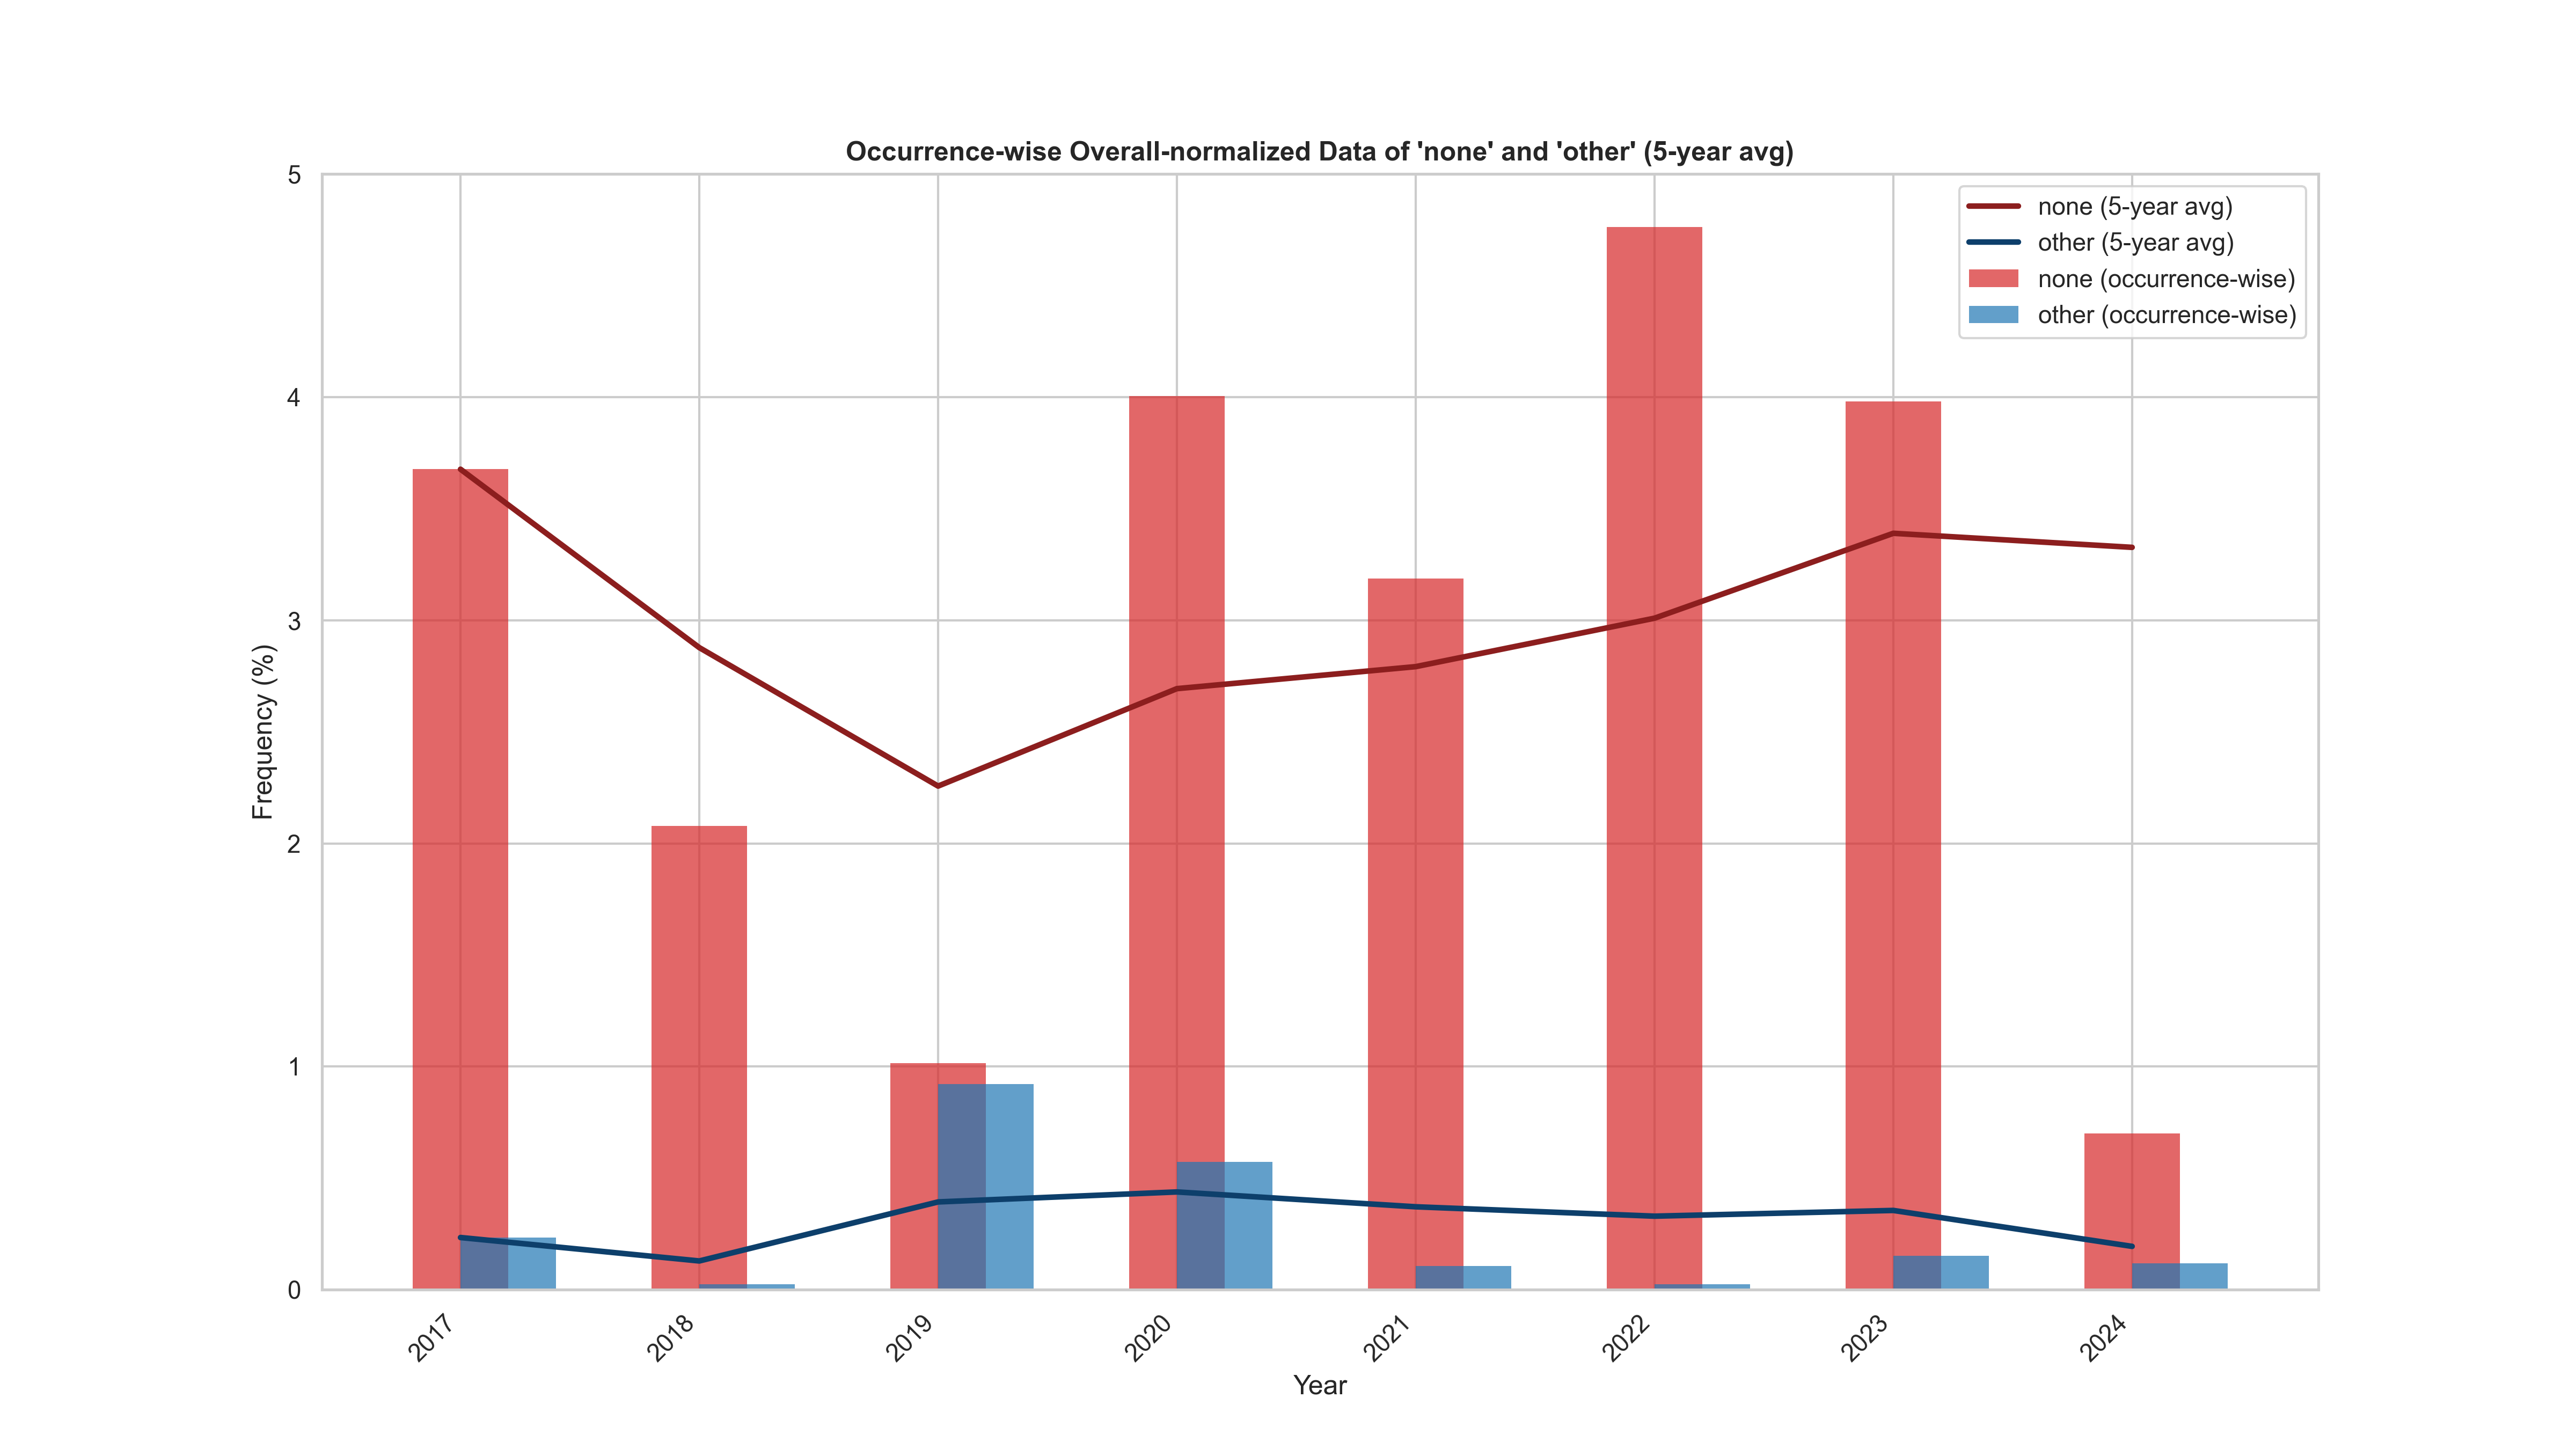 Occurrence-wise Overall-normalized Data of 'none' and 'other' (5-year avg)
none (5-year avg)
other (5-year avg)
none (occurrence-wise)
other (occurrence-wise)
Frequency (%)
5
4
3
2
1
0
2017
2018
2019
2020
2021
2022
2023
2024
Year